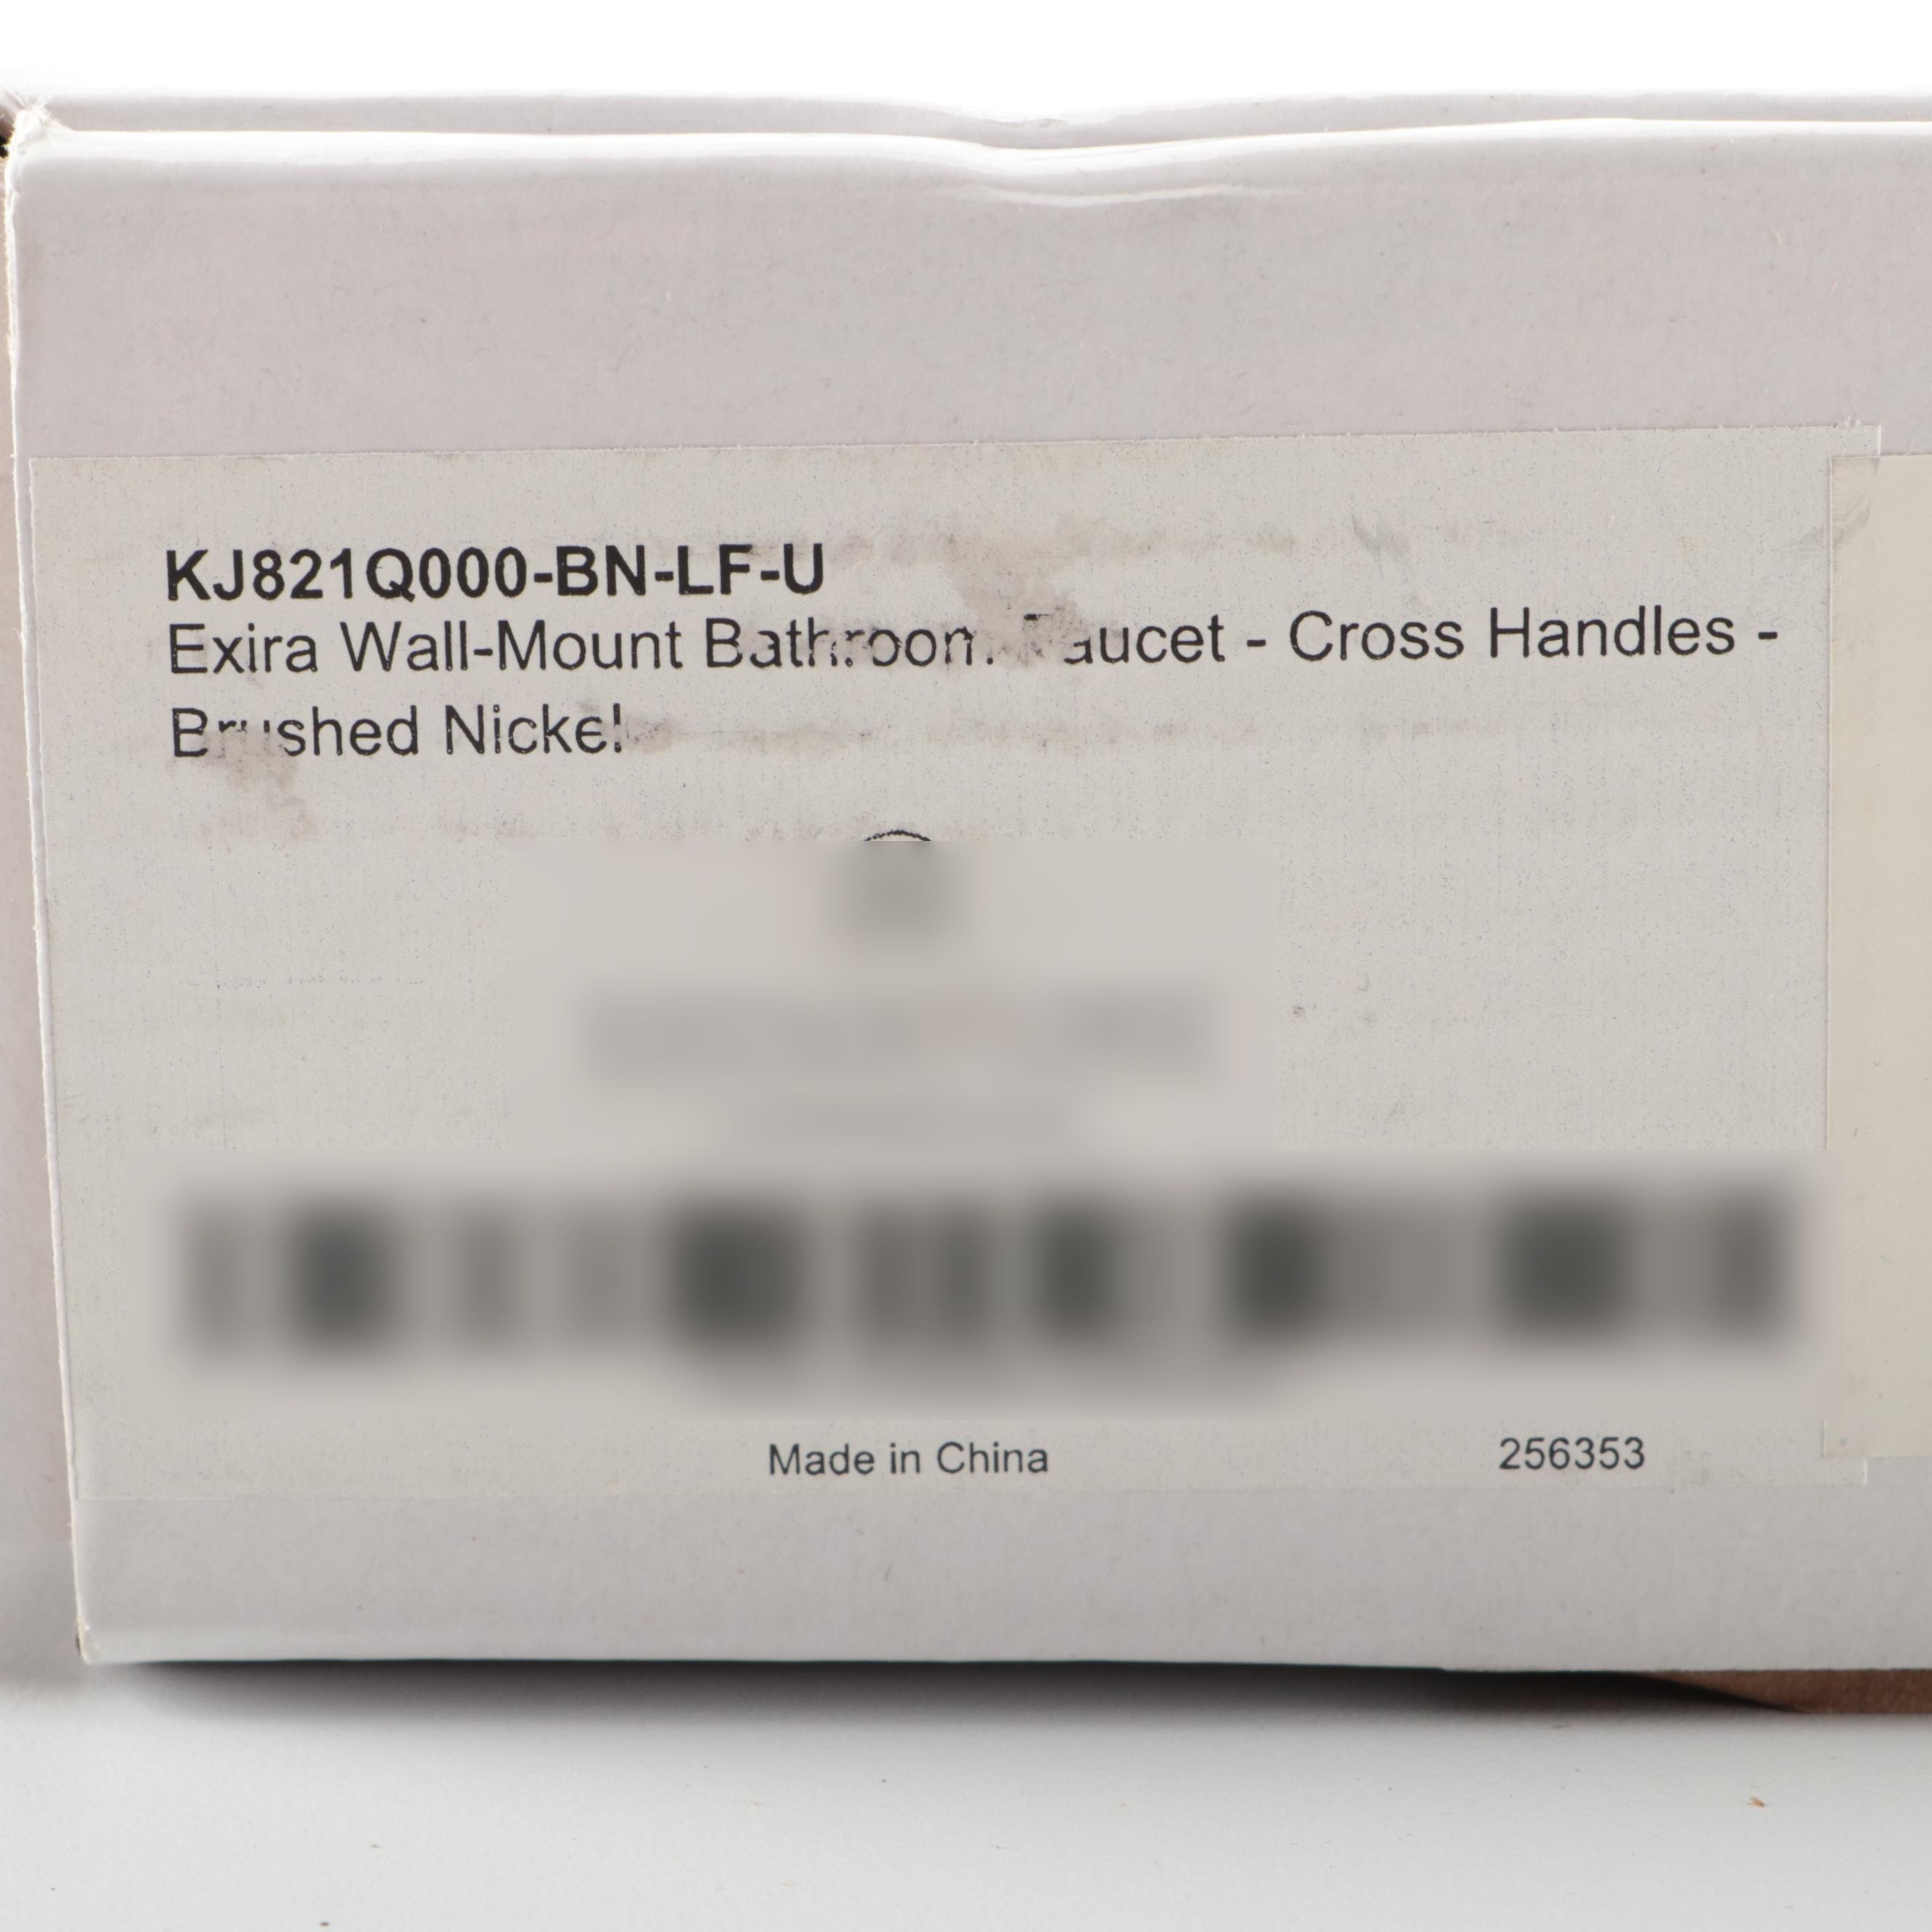 KJ821Q000-BN-LF-U
Exira Wall-Mount Bathroom Faucet - Cross Handles -
Brushed Nickel
Made in China
256353